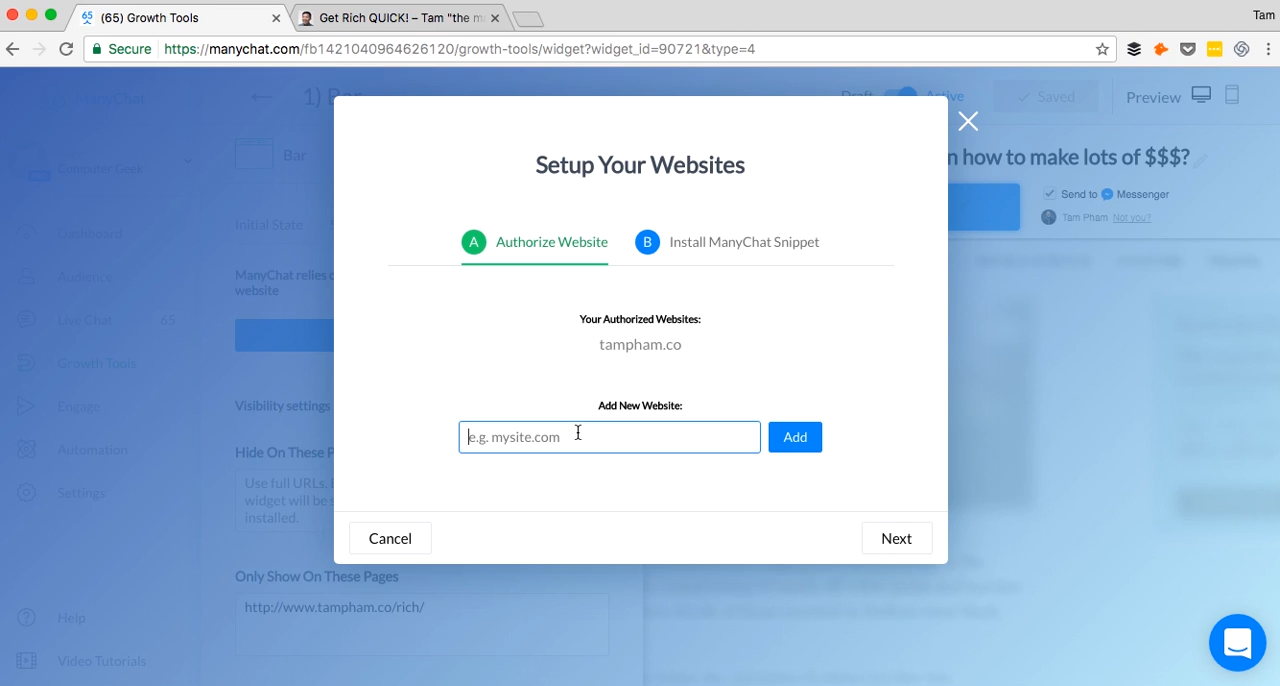 65 (65) Growth Tools
Get Rich QUICK! – Tam "the m
Tam
Secure https://manychat.com/fb1421040964626120/growth-tools/widget?widget_id=90721&type=4
ManyChat
1) Bar
Draft Active
Saved
Preview
Computer Geek
Bar
n how to make lots of $$$?
Send to Messenger
Tam Pham Not you?
Initial State
Dashboard
Audience
ManyChat relies
website
Live Chat 65
Growth Tools
Engage
Visibility settings
Automation
Hide On These P
Settings
Use full URLs.
widget will be
installed.
Only Show On These Pages
http://www.tampham.co/rich/
Help
Video Tutorials
Setup Your Websites
A Authorize Website
B Install ManyChat Snippet
Your Authorized Websites:
tampham.co
Add New Website:
e.g. mysite.com
Add
Cancel
Next